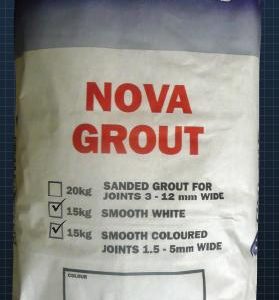 NOVA
GROUT
20kg SANDED GROUT FOR
JOINTS 3 - 12 mm WIDE
15kg SMOOTH WHITE
15kg SMOOTH COLOURED
JOINTS 1.5 - 5mm WIDE
COLOUR